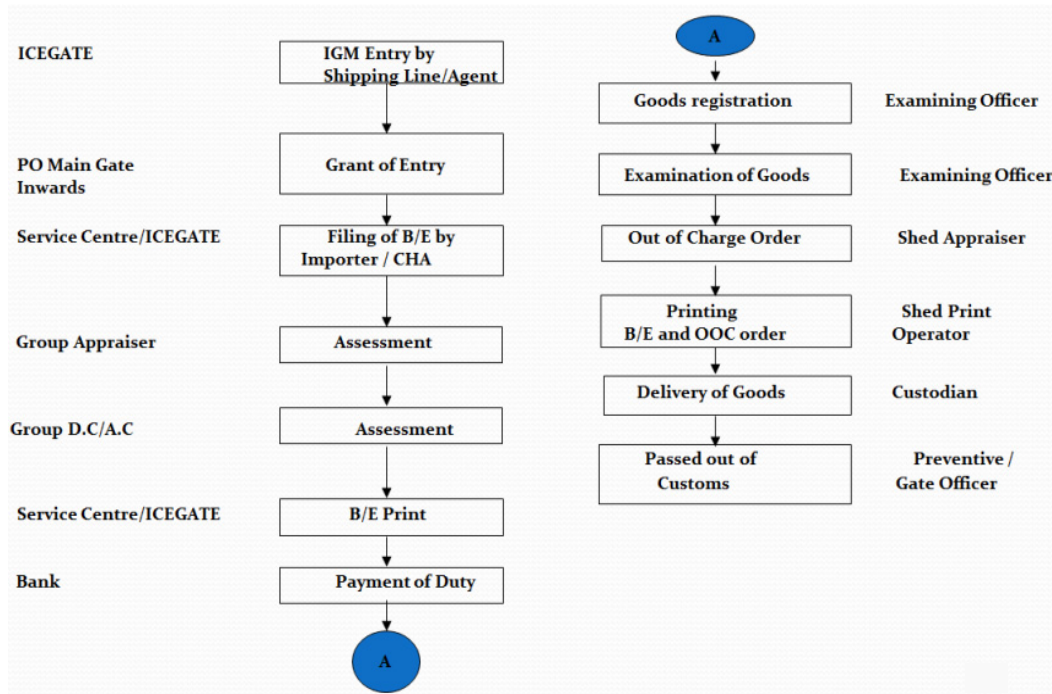 ICEGATE
IGM Entry by
Shipping Line/Agent
PO Main Gate
Inwards
Grant of Entry
Service Centre/ICEGATE
Filing of B/E by
Importer / CHA
Group Appraiser
Assessment
Group D.C/A.C
Assessment
Service Centre/ICEGATE
B/E Print
Bank
Payment of Duty
A
A
Goods registration
Examining Officer
Examination of Goods
Examining Officer
Out of Charge Order
Shed Appraiser
Printing
B/E and OOC order
Shed Print
Operator
Delivery of Goods
Custodian
Passed out of
Customs
Preventive /
Gate Officer